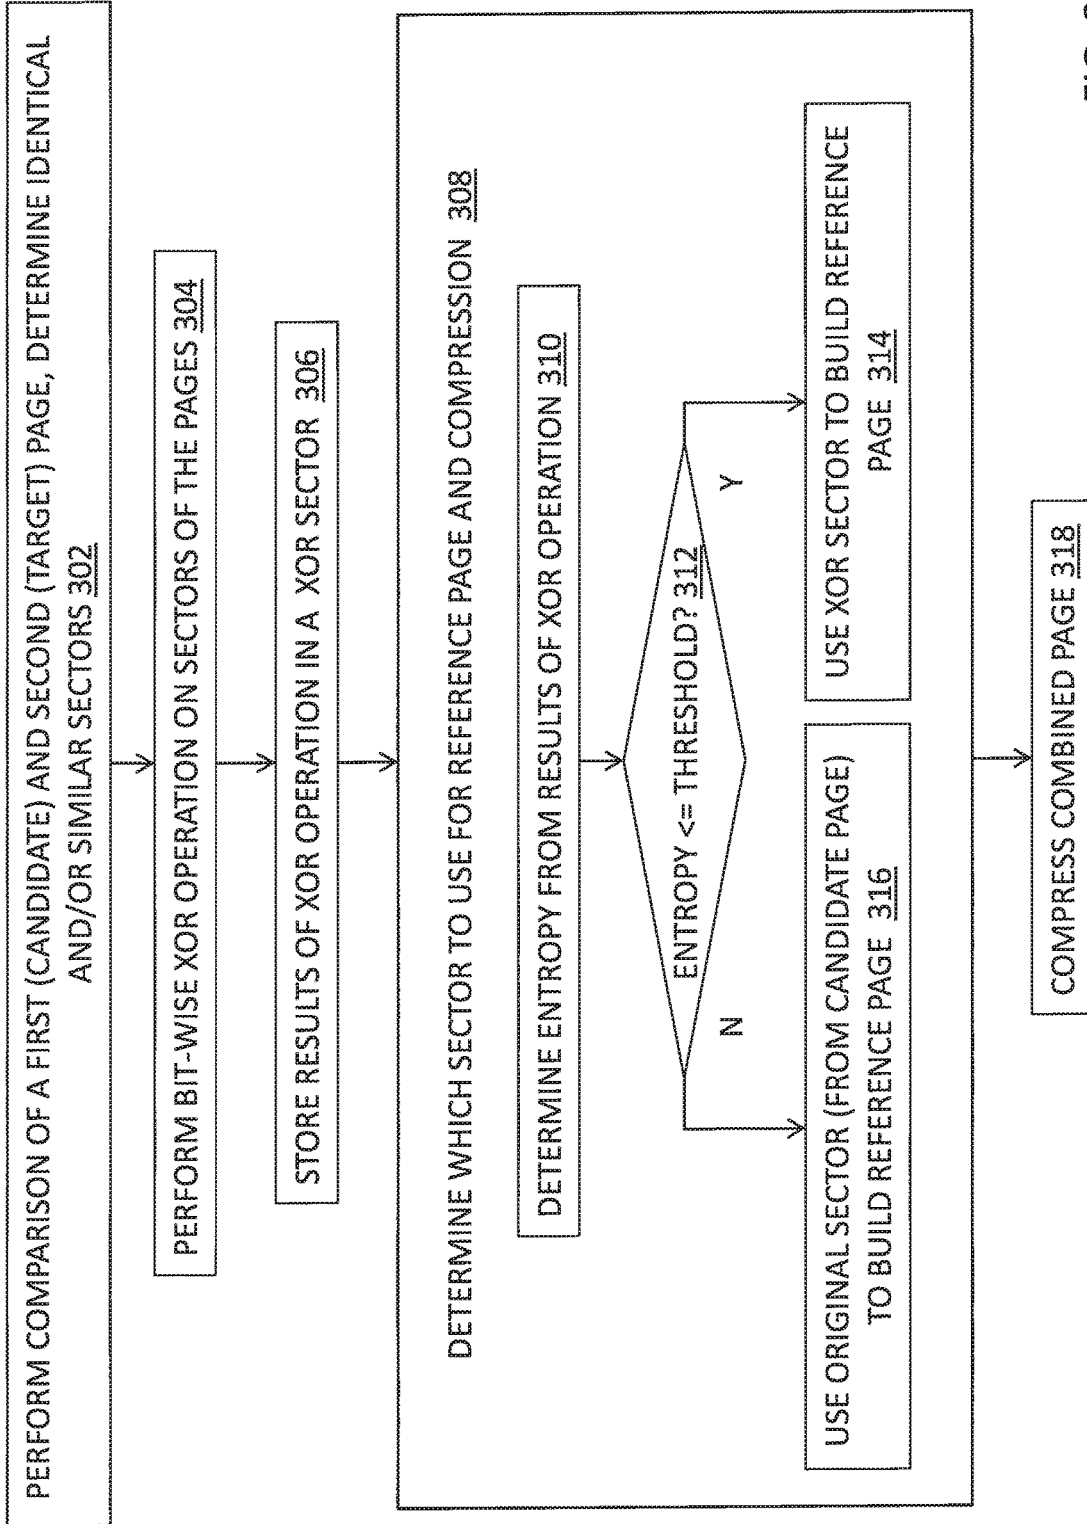 PERFORM COMPARISON OF A FIRST (CANDIDATE) AND SECOND (TARGET) PAGE, DETERMINE IDENTICAL
AND/OR SIMILAR SECTORS 302
PERFORM BIT-WISE XOR OPERATION ON SECTORS OF THE PAGES 304
STORE RESULTS OF XOR OPERATION IN A XOR SECTOR 306
DETERMINE WHICH SECTOR TO USE FOR REFERENCE PAGE AND COMPRESSION 308
DETERMINE ENTROPY FROM RESULTS OF XOR OPERATION 310
ENTROPY <= THRESHOLD? 312
N
Y
USE ORIGINAL SECTOR (FROM CANDIDATE PAGE)
TO BUILD REFERENCE PAGE 316
USE XOR SECTOR TO BUILD REFERENCE
PAGE 314
COMPRESS COMBINED PAGE 318